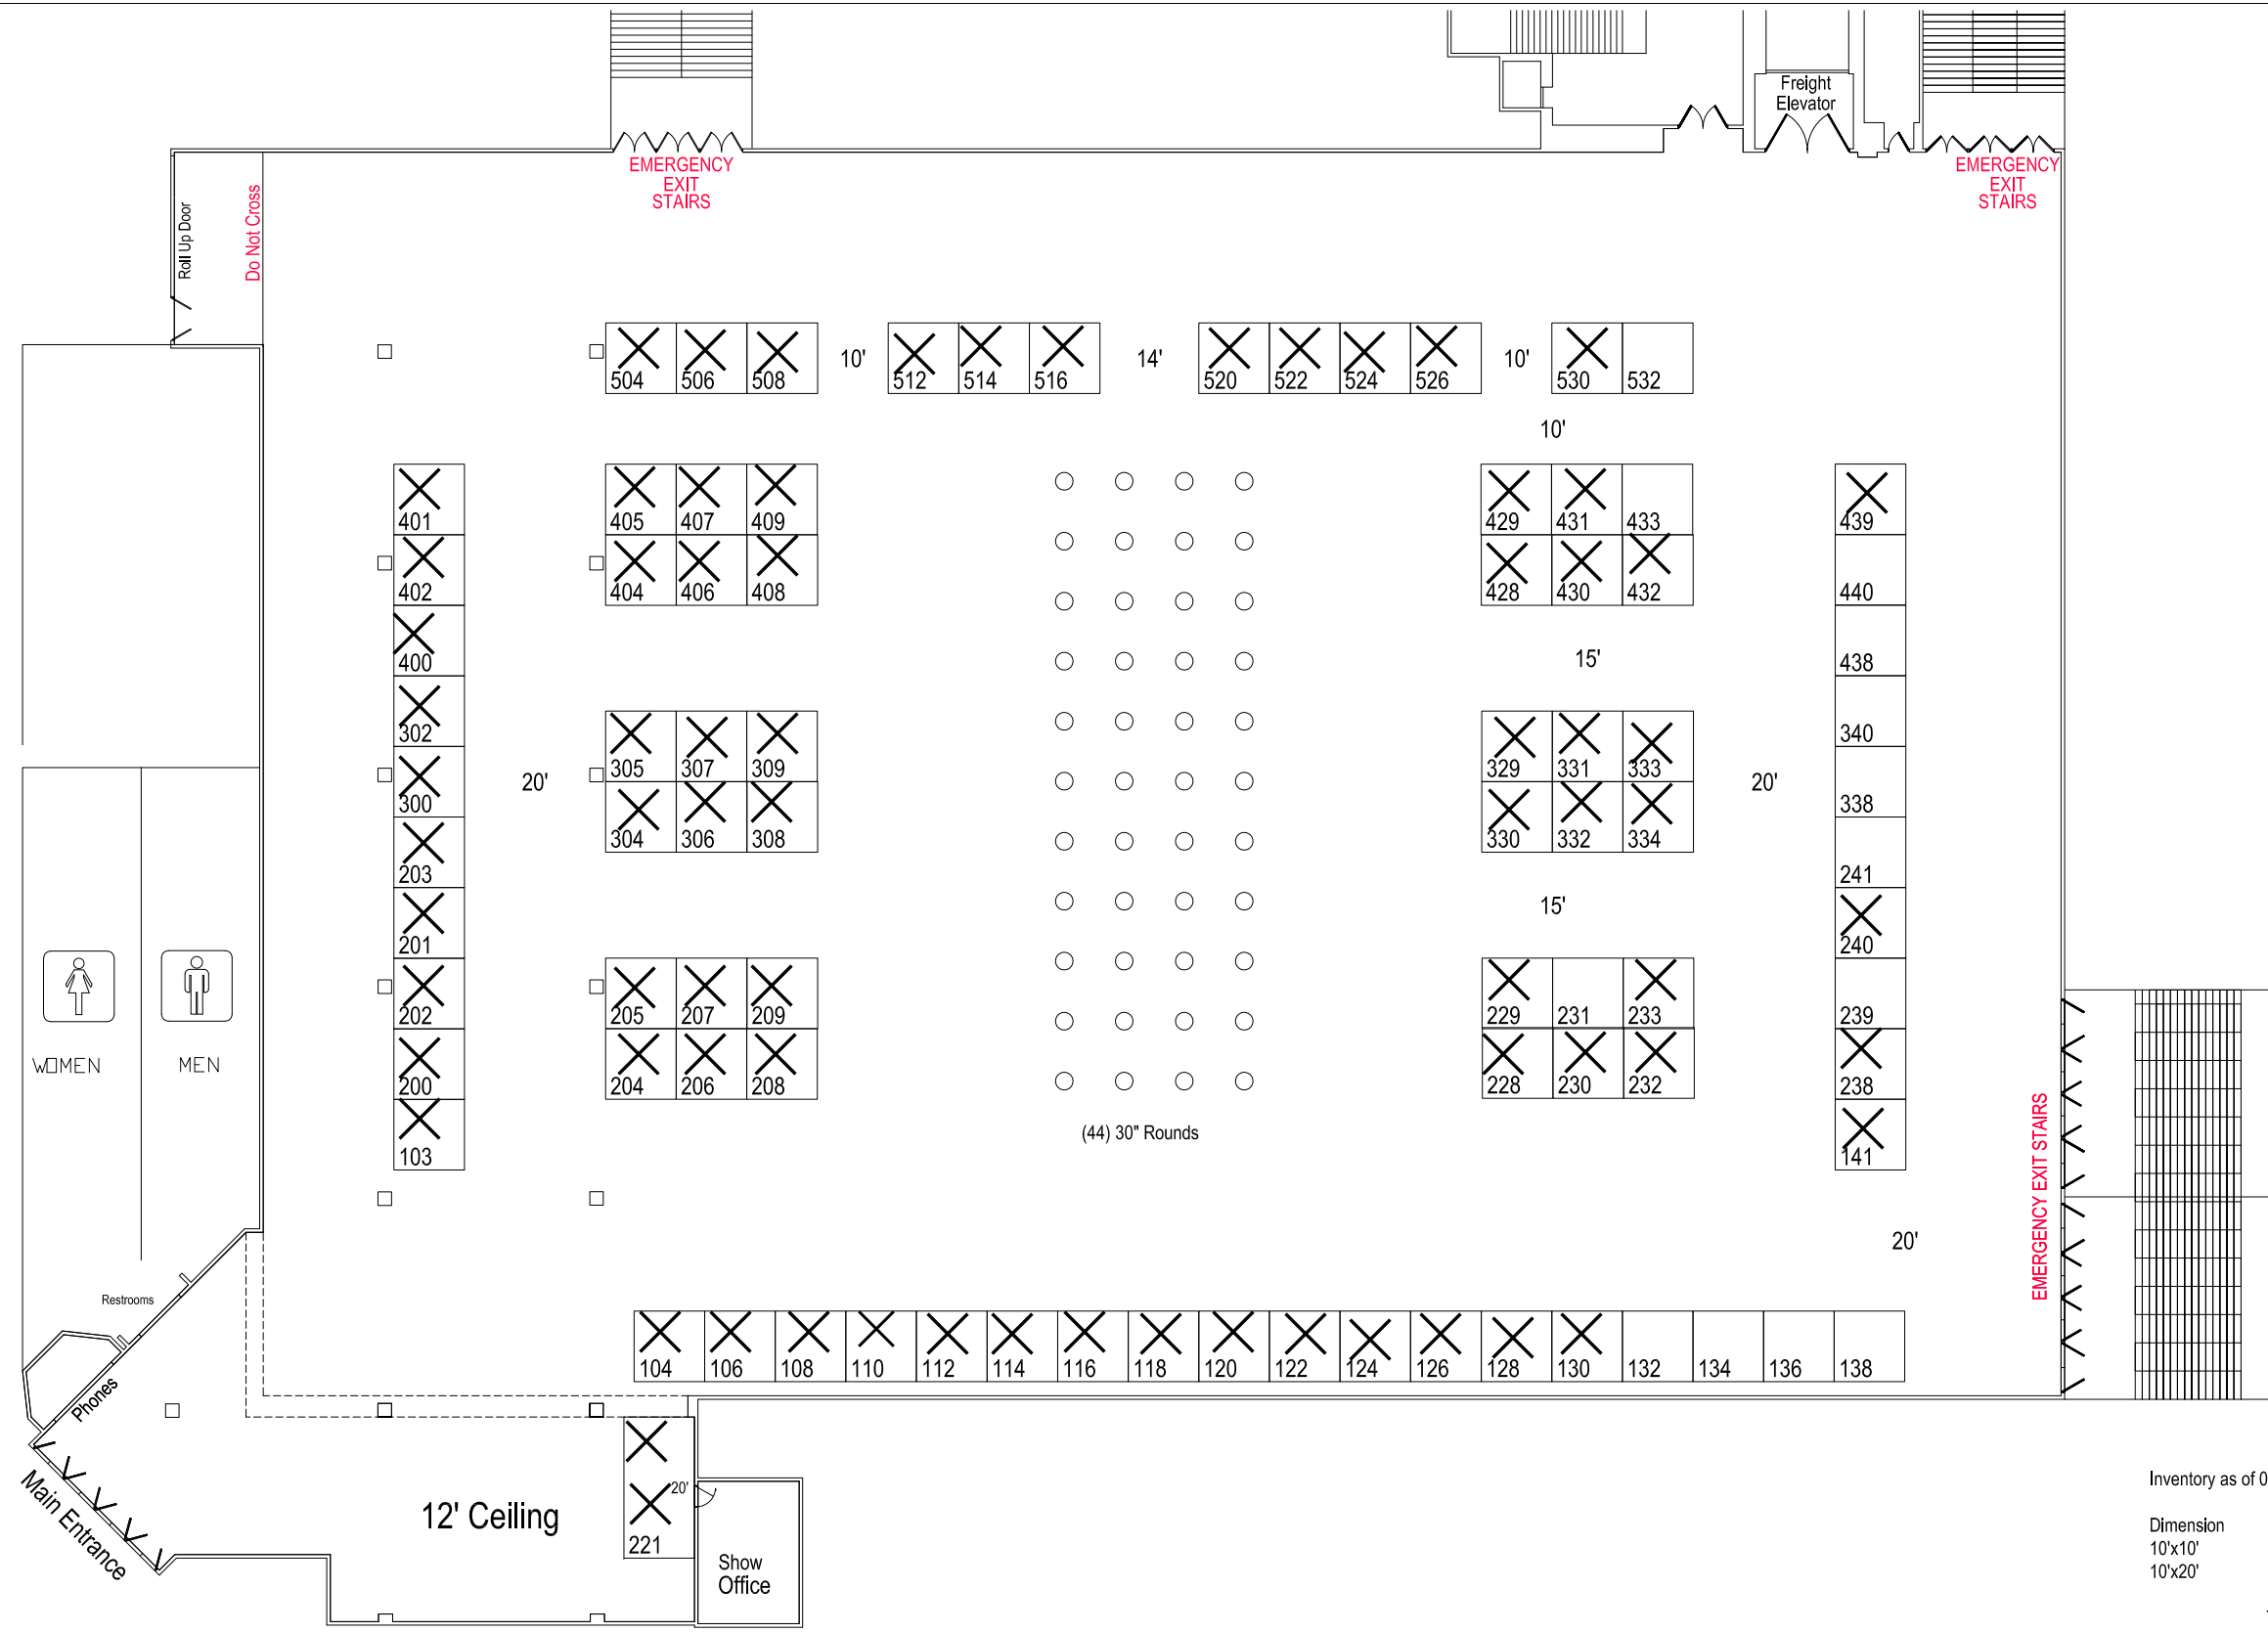 Freight
Elevator
EMERGENCY
EXIT
STAIRS
EMERGENCY
EXIT
STAIRS
Roll Up Door
Do Not Cross
504 506 508 10' 512 514 516 14' 520 522 524 526 10' 530 532
10'
401 405 407 409 429 431 433 439
402 404 406 408 428 430 432 440
400 15' 438
302 340
305 307 309 329 331 333
20' 20'
300 338
304 306 308 330 332 334
203 241
15'
201 240
202 205 207 209 229 231 233 239
WOMEN MEN
200 204 206 208 228 230 232 238
(44) 30" Rounds
103 141
EMERGENCY EXIT STAIRS
20'
Restrooms
104 106 108 110 112 114 116 118 120 122 124 126 128 130 132 134 136 138
Phones
Main Entrance
12' Ceiling
20'
221
Show
Office
Inventory as of 0
Dimension
10'x10'
10'x20'